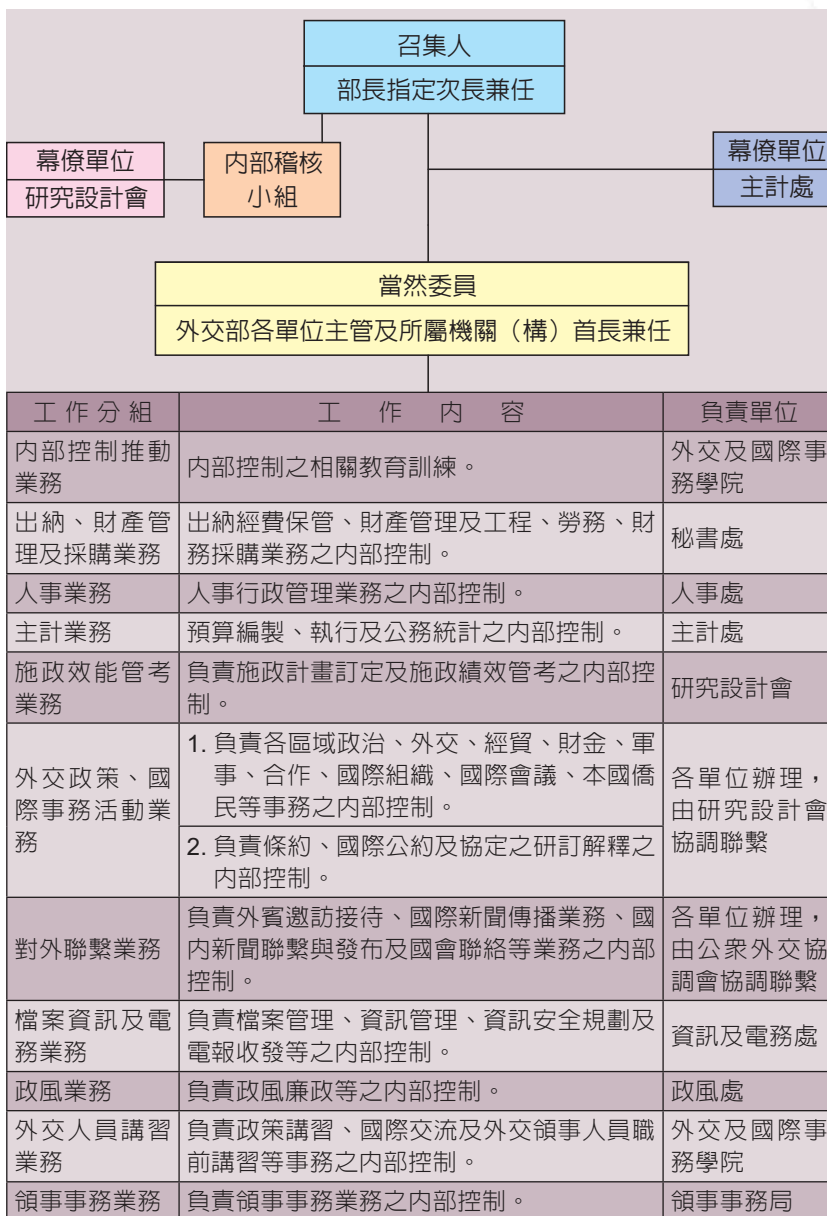 召集人
部長指定次長兼任
幕僚單位
研究設計會
內部稽核
小組
幕僚單位
主計處
當然委員
外交部各單位主管及所屬機關（構）首長兼任
工作分組 工作內容 負責單位
內部控制推動
業務
內部控制之相關教育訓練。
外交及國際事
務學院
出納、財產管
理及採購業務
出納經費保管、財產管理及工程、勞務、財
務採購業務之內部控制。
秘書處
人事業務 人事行政管理業務之內部控制。 人事處
主計業務 預算編製、執行及公務統計之內部控制。 主計處
施政效能管考
業務
負責施政計畫訂定及施政績效管考之內部控
制。
研究設計會
外交政策、國
際事務活動業
務
1. 負責各區域政治、外交、經貿、財金、軍
事、合作、國際組織、國際會議、本國僑
民等事務之內部控制。
2. 負責條約、國際公約及協定之研訂解釋之
內部控制。
各單位辦理，
由研究設計會
協調聯繫
對外聯繫業務
負責外賓邀訪接待、國際新聞傳播業務、國
內新聞聯繫與發布及國會聯絡等業務之內部
控制。
各單位辦理，
由公眾外交協
調會協調聯繫
檔案資訊及電
務業務
負責檔案管理、資訊管理、資訊安全規劃及
電報收發等之內部控制。
資訊及電務處
政風業務 負責政風廉政等之內部控制。 政風處
外交人員講習
業務
負責政策講習、國際交流及外交領事人員職
前講習等事務之內部控制。
外交及國際事
務學院
領事事務業務 負責領事事務業務之內部控制。 領事事務局